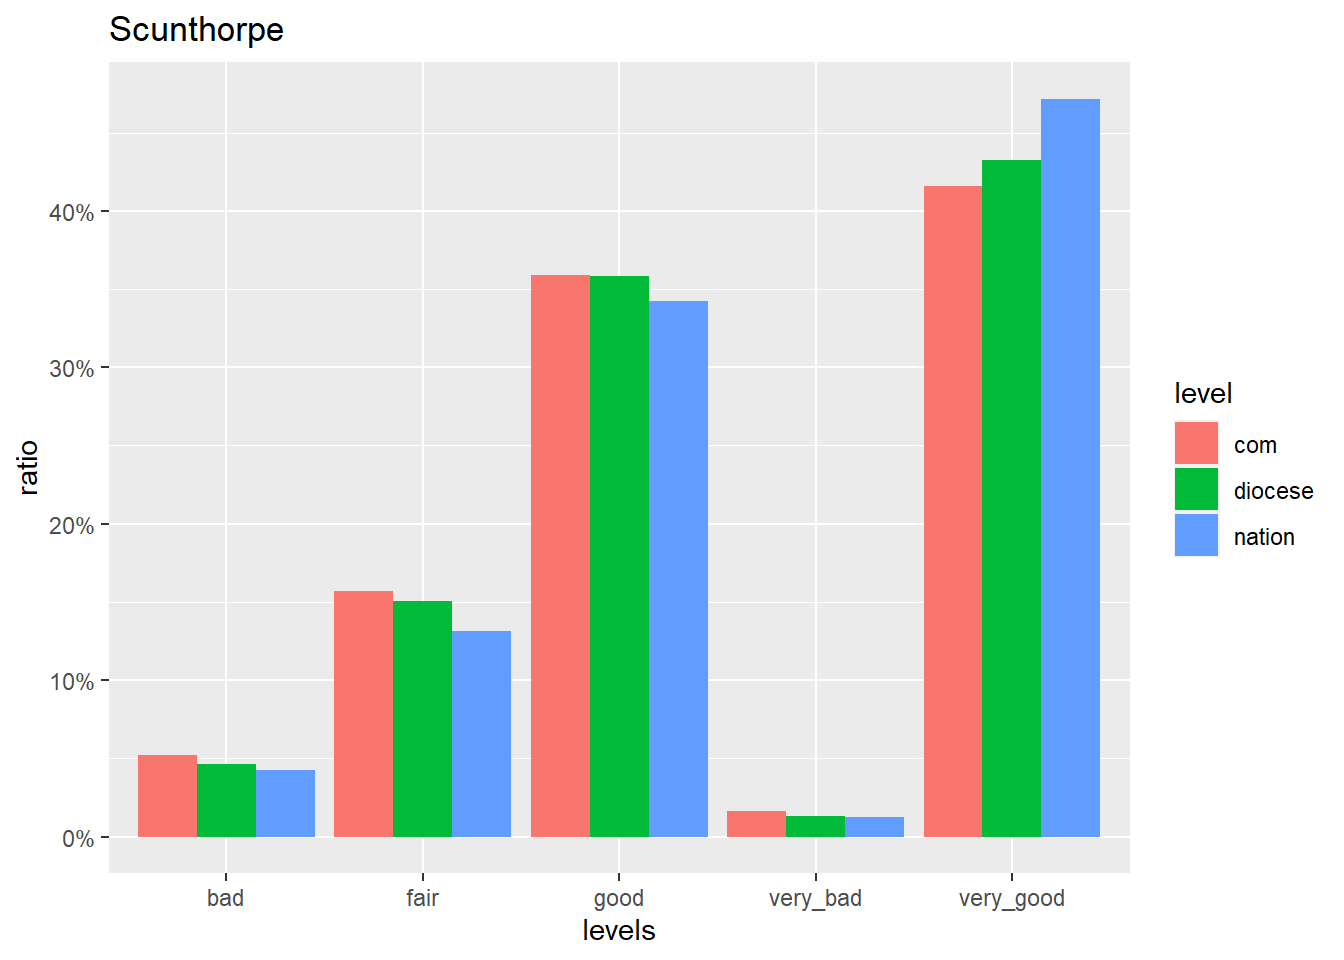 Scunthorpe
40%
30%
20%
10%
0%
ratio
bad fair good very_bad very_good
levels
level
com
diocese
nation